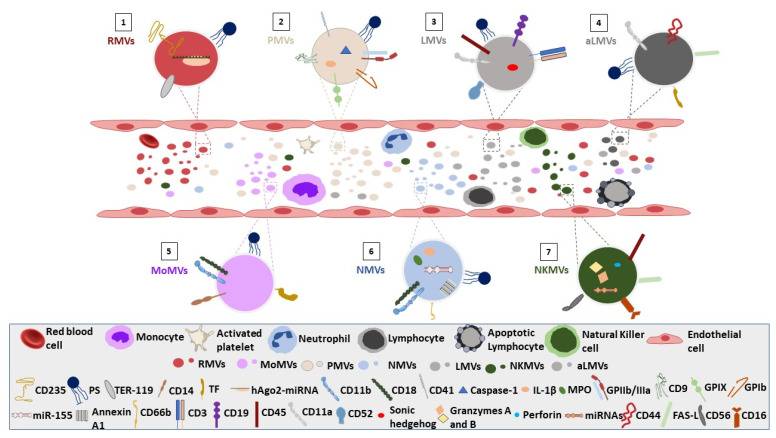 1 2 3 4
RMVs PMVs LMVs aLMVs
5 6 7
MoMVs NMVs NKMVs
Red blood cell
Monocyte
Activated platelet
Neutrophil
Lymphocyte
Apoptotic Lymphocyte
Natural Killer cell
Endothelial cell
RMVs MoMVs PMVs NMVs LMVs NKMVs aLMVs
CD235 PS TER-119 CD14 TF hAgo2-miRNA CD11b CD18 CD41 Caspase-1 IL-1β MPO GPIIb/IIIa CD9 GPIX GPIb
miR-155 Annexin A1 CD66b CD3 CD19 CD45 CD11a CD52 Sonic hedgehog Granzymes A and B Perforin miRNAs CD44 FAS-L CD56 CD16